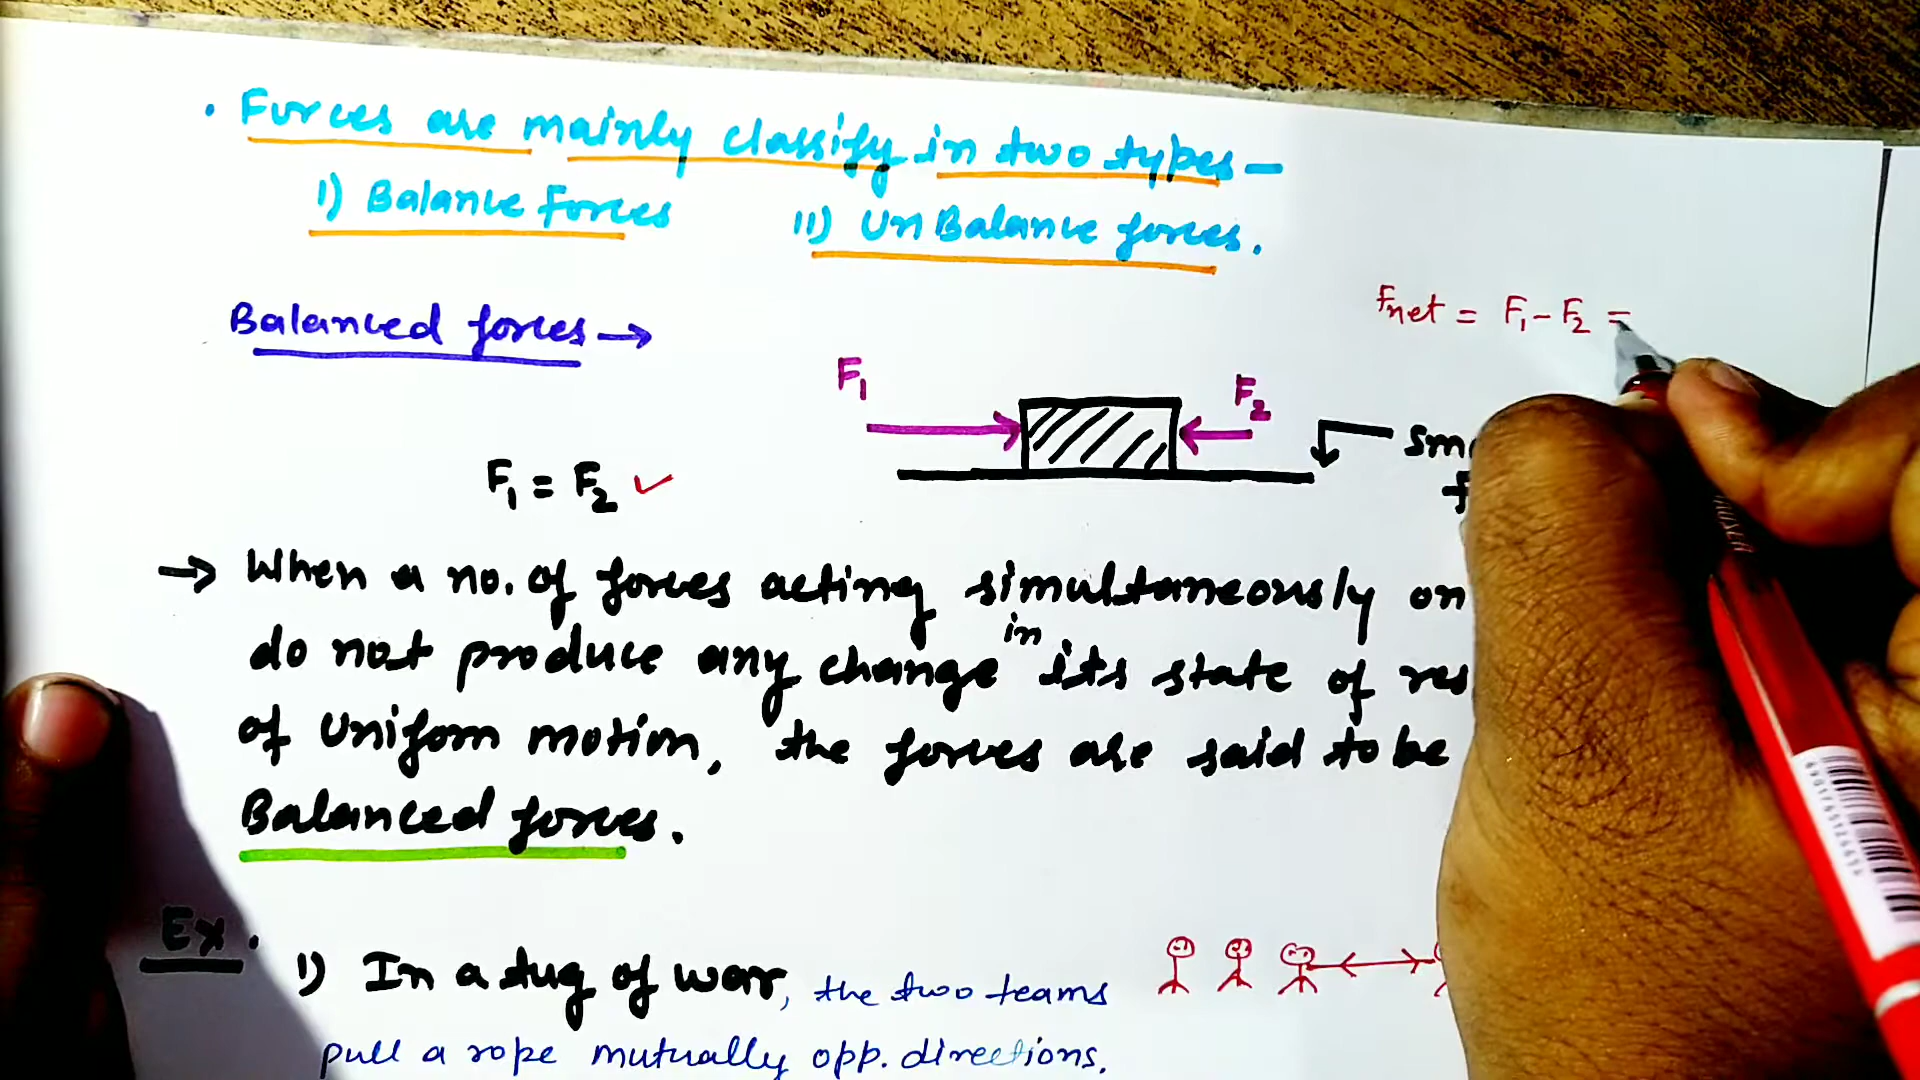 . Forces are mainly classify in two types -
I) Balance forces II) UnBalance forces.
Balanced forces →
Fnet = F1 - F2 =
F1
F2
F1 = F2 ✓
→ When a no. of forces acting simultaneously on
do not produce any change in its state of
of Uniform motion, the forces are said to be
Balanced forces.
Ex.
1) In a tug of war, the two teams
pull a rope mutually opp. directions.